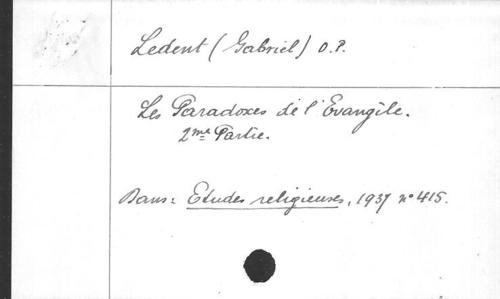 Ledent (Gabriel) O.P.
Les Paradoxes de l'Evangile.
2me Partie.
Dans: Etudes religieuses, 1937 n° 415.